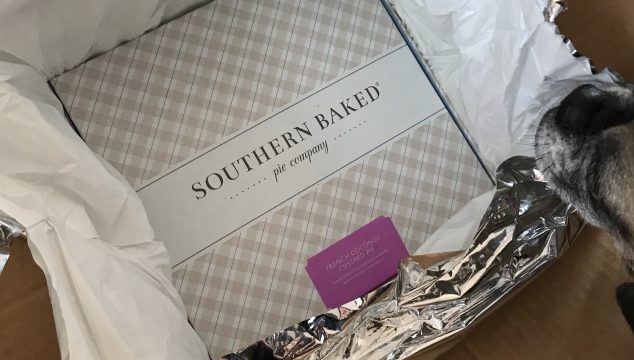 SOUTHERN BAKED®
pie company
FRENCH COCONUT
CUSTARD PIE